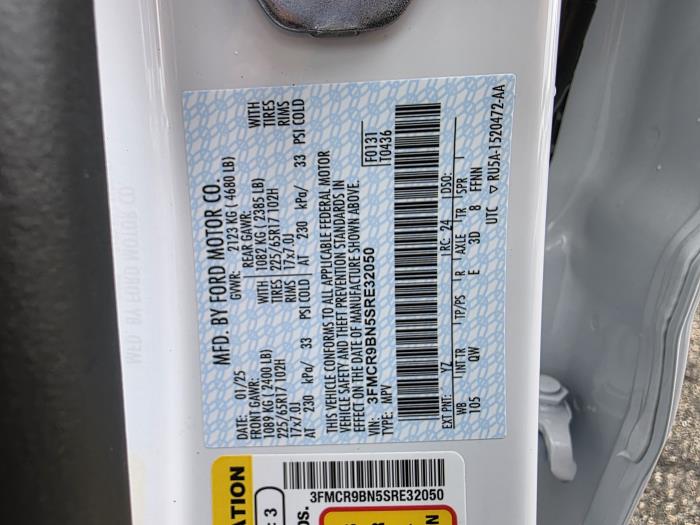 MFD. BY FORD MOTOR CO.
DATE: 01/25 GVWR: 2123 KG ( 4680 LB)
FRONT GAWR: REAR GAWR: WITH
1089 KG ( 2400 LB) 1082 KG ( 2385 LB) TIRES
225/65R17 102H 225/65R17 102H RIMS
17x7.0J 17x7.0J
AT 230 kPa/ 33 PSI COLD AT 230 kPa/ 33 PSI COLD
WITH
TIRES
RIMS
THIS VEHICLE CONFORMS TO ALL APPLICABLE FEDERAL MOTOR
VEHICLE SAFETY AND THEFT PREVENTION STANDARDS IN
EFFECT ON THE DATE OF MANUFACTURE SHOWN ABOVE.
VIN: 3FMCR9BN5SRE32050
TYPE: MPV
F0131
T0436
EXT PNT: YZ RC: 24 DSO:
WB INT TR TP/PS R AXLE TR SPR
105 QW E 3D 8 FFNN
UTC ▽ RU5A-1520472-AA
3FMCR9BN5SRE32050
ATION
: 3
OS.